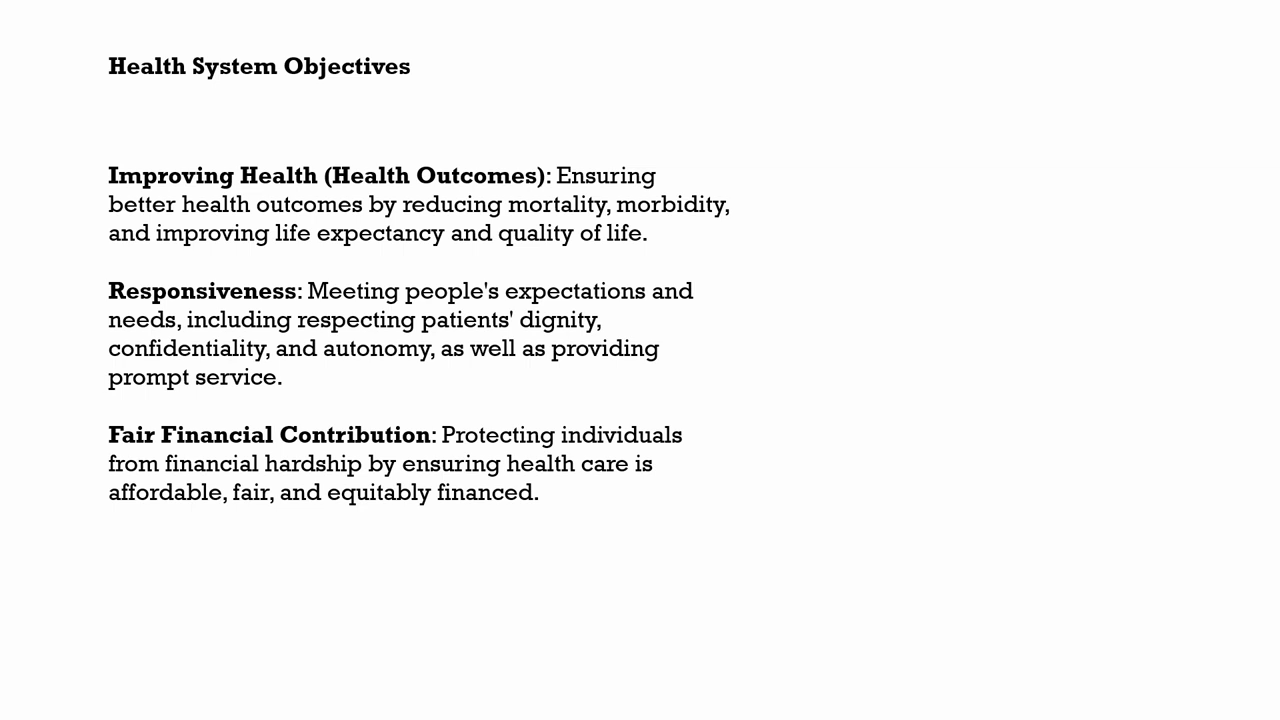 Health System Objectives
Improving Health (Health Outcomes): Ensuring
better health outcomes by reducing mortality, morbidity,
and improving life expectancy and quality of life.
Responsiveness: Meeting people's expectations and
needs, including respecting patients' dignity,
confidentiality, and autonomy, as well as providing
prompt service.
Fair Financial Contribution: Protecting individuals
from financial hardship by ensuring health care is
affordable, fair, and equitably financed.